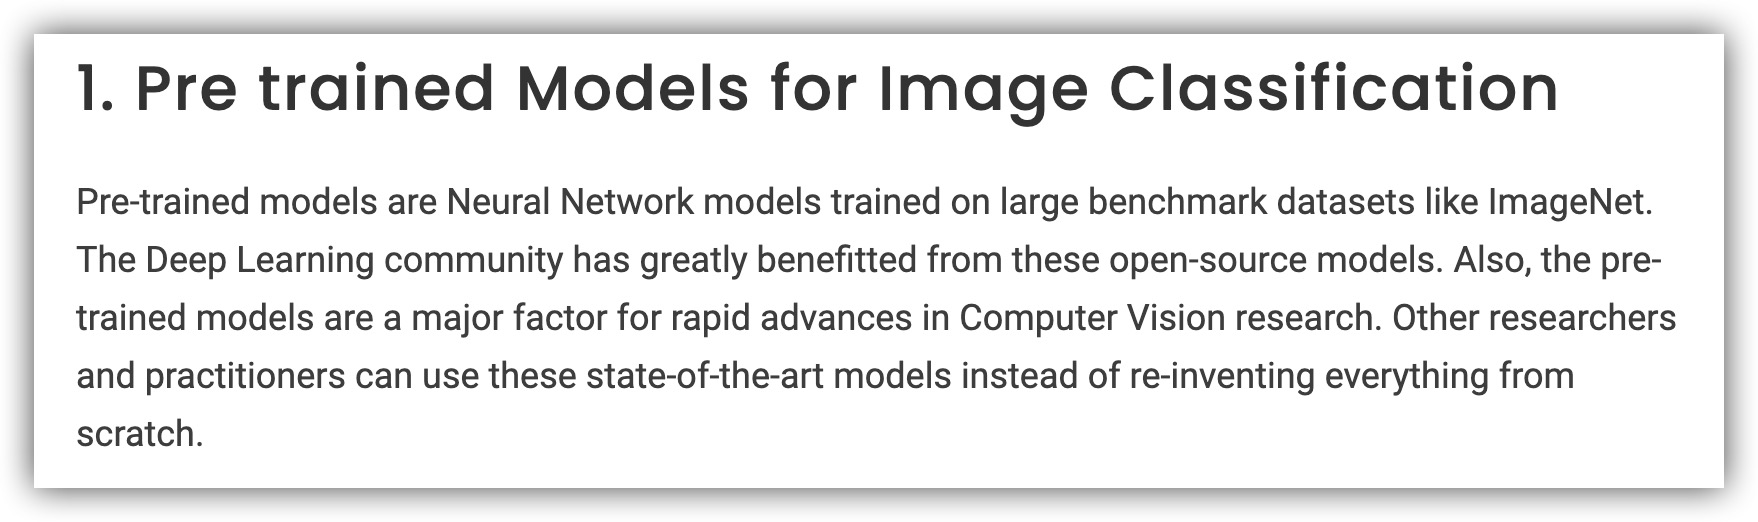 1. Pre trained Models for Image Classification
Pre-trained models are Neural Network models trained on large benchmark datasets like ImageNet.
The Deep Learning community has greatly benefitted from these open-source models. Also, the pre-
trained models are a major factor for rapid advances in Computer Vision research. Other researchers
and practitioners can use these state-of-the-art models instead of re-inventing everything from
scratch.